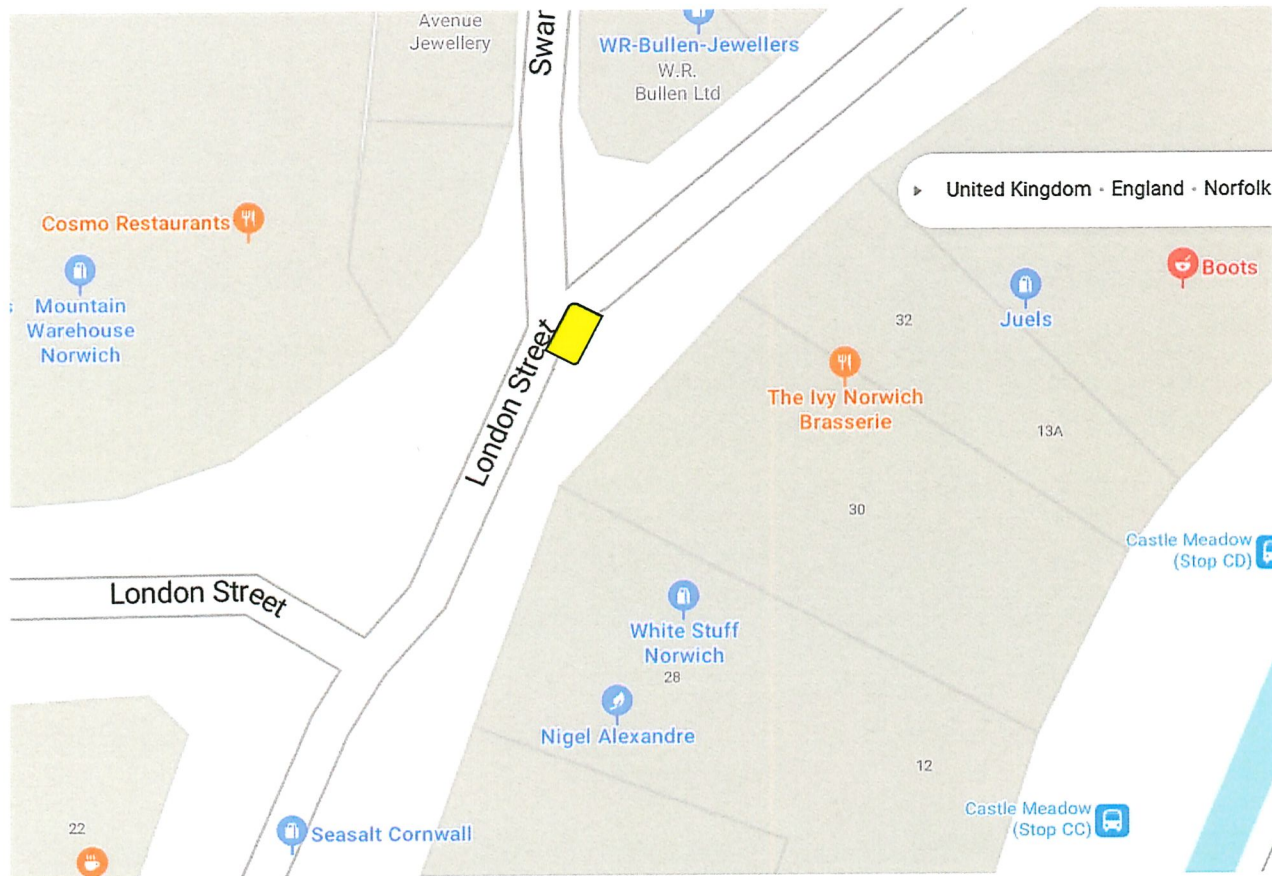 Avenue
Jewellery
Swan
WR-Bullen-Jewellers
W.R.
Bullen Ltd
United Kingdom · England · Norfolk
Cosmo Restaurants
Boots
s
Mountain
Warehouse
Norwich
Juels
32
London Street
The Ivy Norwich
Brasserie
13A
30
Castle Meadow
(Stop CD)
London Street
White Stuff
Norwich
28
Nigel Alexandre
12
Castle Meadow
(Stop CC)
22
Seasalt Cornwall